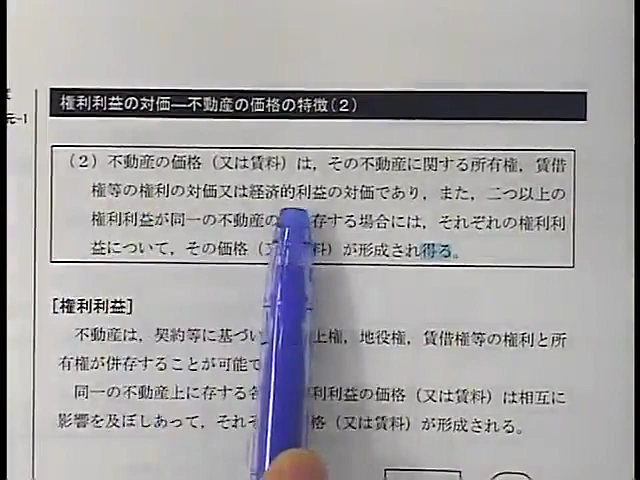 元-1
権利利益の対価―不動産の価格の特徴(2)
(2)不動産の価格(又は賃料)は,その不動産に関する所有権,賃借
権等の権利の対価又は経済的利益の対価であり,また,二つ以上の
権利利益が同一の不動産の 存する場合には,それぞれの権利利
益について,その価格( 料)が形成され得る。
[権利利益]
不動産は,契約等に基づい 上権,地役権,賃借権等の権利と所
有権が併存することが可能で
同一の不動産上に存する 利利益の価格(又は賃料)は相互に
影響を及ぼしあって,それぞ 格(又は賃料)が形成される。